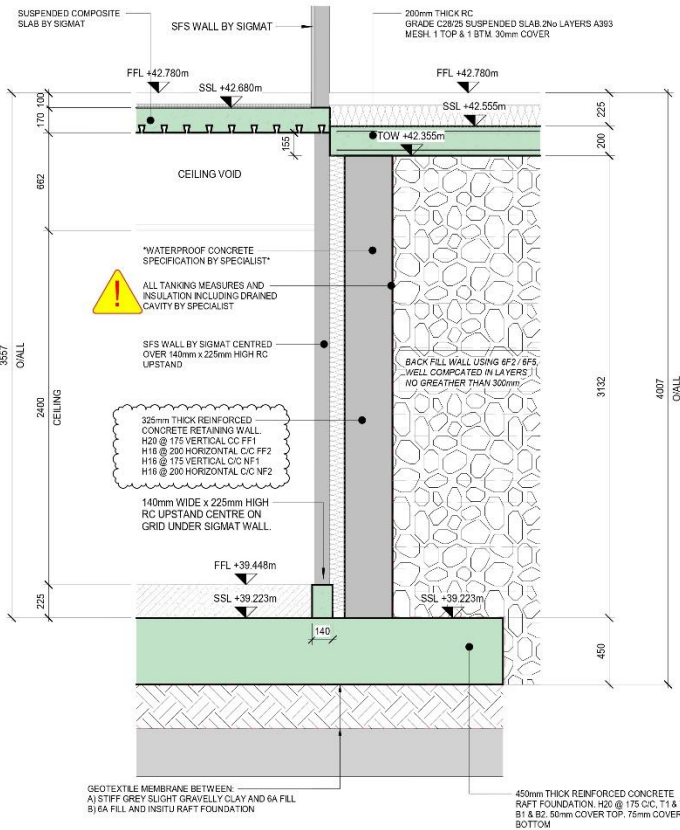 SUSPENDED COMPOSITE
SLAB BY SIGMAT
SFS WALL BY SIGMAT
200mm THICK RC
GRADE C28/25 SUSPENDED SLAB.2No LAYERS A393
MESH. 1 TOP & 1 BTM. 30mm COVER
FFL +42.780m
SSL +42.680m
FFL +42.780m
SSL +42.555m
TOW +42.355m
100
170
662
155
225
200
CEILING VOID
*WATERPROOF CONCRETE
SPECIFICATION BY SPECIALIST*
!
ALL TANKING MEASURES AND
INSULATION INCLUDING DRAINED
CAVITY BY SPECIALIST
SFS WALL BY SIGMAT CENTRED
OVER 140mm x 225mm HIGH RC
UPSTAND
3557
O/ALL
2400
CEILING
BACK FILL WALL USING 6F2 / 6F5,
WELL COMPCATED IN LAYERS
NO GREATHER THAN 300mm
3132
4007
O/ALL
325mm THICK REINFORCED
CONCRETE RETAINING WALL.
H20 @ 175 VERTICAL CC FF1
H16 @ 200 HORIZONTAL C/C FF2
H16 @ 175 VERTICAL C/C NF1
H16 @ 200 HORIZONTAL C/C NF2
140mm WIDE x 225mm HIGH
RC UPSTAND CENTRE ON
GRID UNDER SIGMAT WALL.
FFL +39.448m
SSL +39.223m
SSL +39.223m
225
140
450
GEOTEXTILE MEMBRANE BETWEEN:
A) STIFF GREY SLIGHT GRAVELLY CLAY AND 6A FILL
B) 6A FILL AND INSITU RAFT FOUNDATION
450mm THICK REINFORCED CONCRETE
RAFT FOUNDATION. H20 @ 175 C/C, T1 &
B1 & B2. 50mm COVER TOP. 75mm COVER
BOTTOM